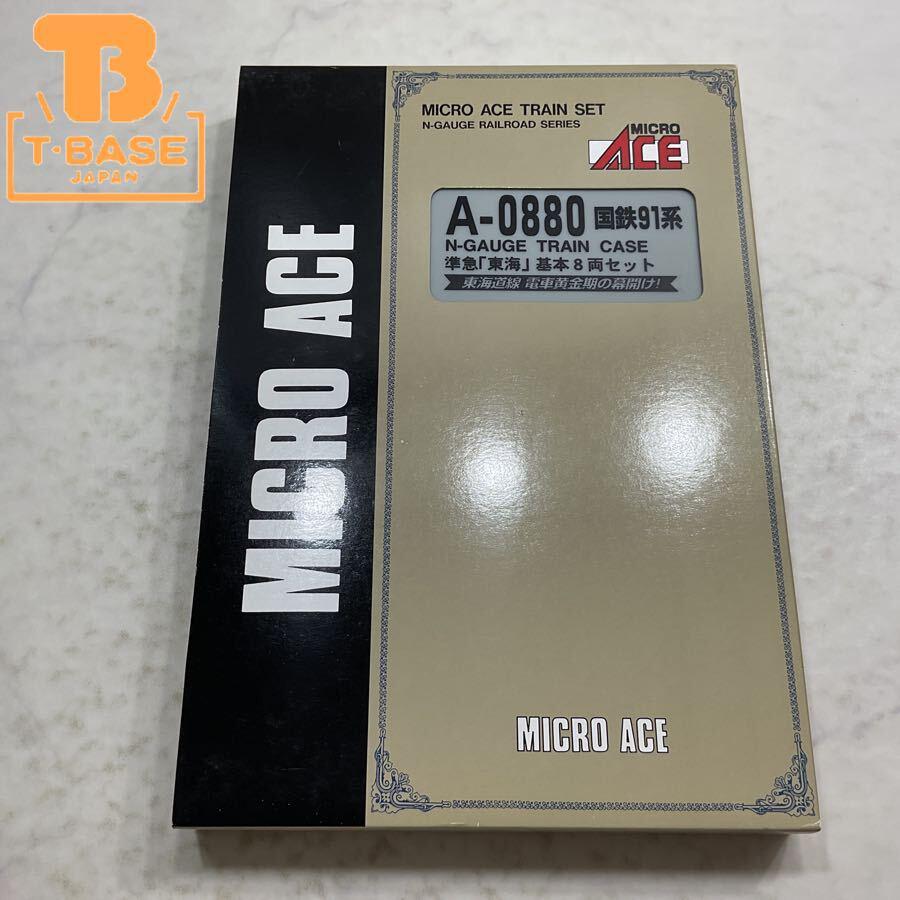 B
T·BASE
JAPAN
MICRO ACE
MICRO ACE TRAIN SET
N-GAUGE RAILROAD SERIES
MICRO
ACE
A-0880 国鉄91系
N-GAUGE TRAIN CASE
準急「東海」基本8両セット
東海道線 電車黄金期の幕開け!
MICRO ACE